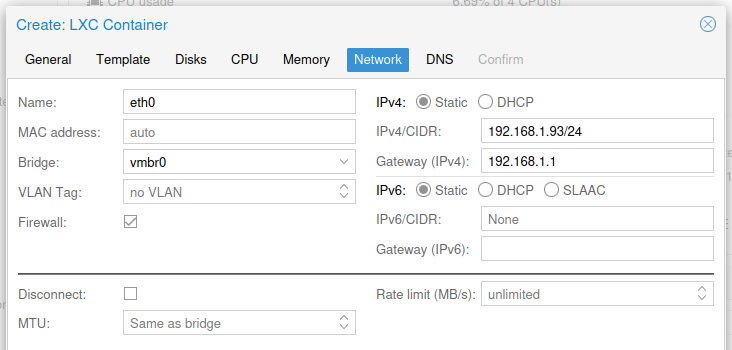 CPU usage 6.69% of 4 CPU(s)
Create: LXC Container
General Template Disks CPU Memory Network DNS Confirm
Name: eth0
MAC address: auto
Bridge: vmbr0
VLAN Tag: no VLAN
Firewall:
IPv4: Static DHCP
IPv4/CIDR: 192.168.1.93/24
Gateway (IPv4): 192.168.1.1
IPv6: Static DHCP SLAAC
IPv6/CIDR: None
Gateway (IPv6):
Disconnect:
MTU: Same as bridge
Rate limit (MB/s): unlimited